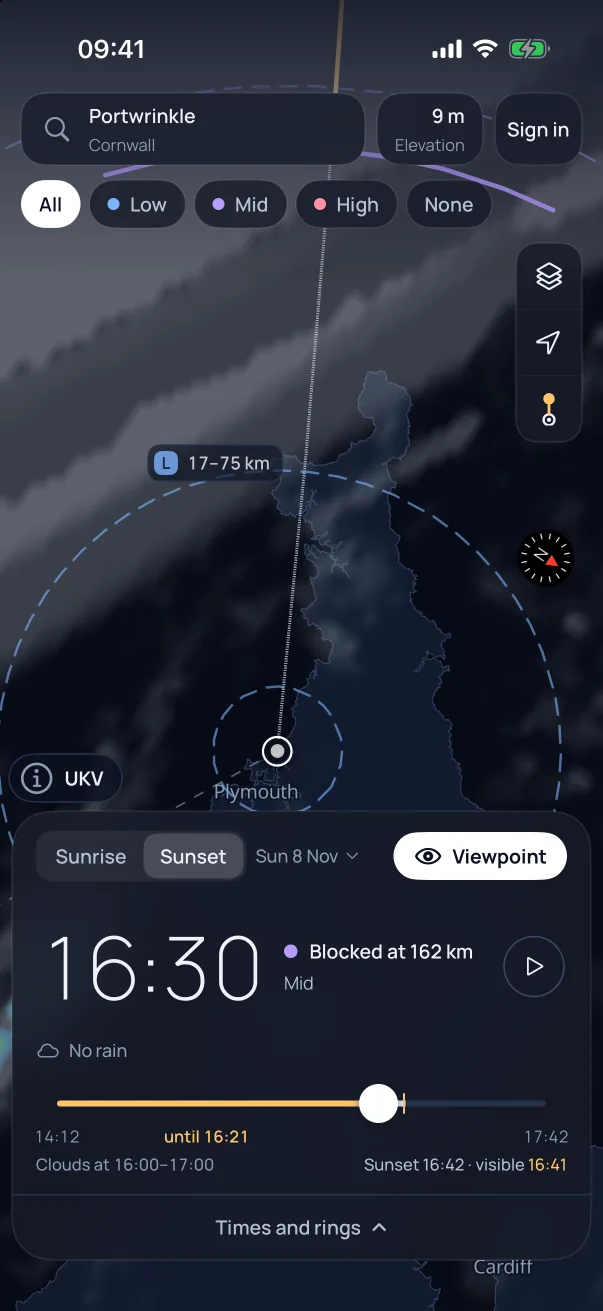 09:41
Portwrinkle
Cornwall
9 m
Elevation
Sign in
All
Low
Mid
High
None
L 17–75 km
N
UKV
Plymouth
Sunrise
Sunset
Sun 8 Nov
Viewpoint
16:30
Blocked at 162 km
Mid
No rain
14:12
until 16:21
17:42
Clouds at 16:00–17:00
Sunset 16:42 · visible 16:41
Times and rings
Cardiff